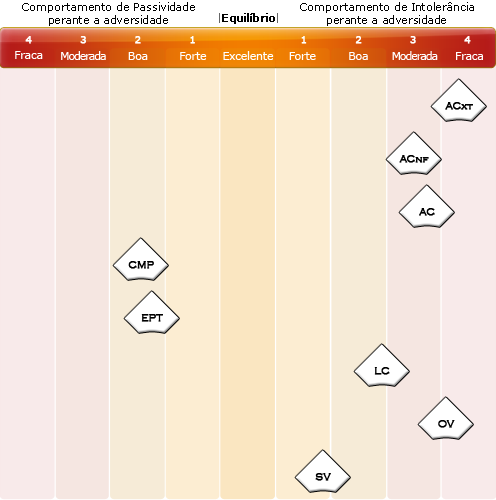 Comportamento de Passividade
perante a adversidade
|Equilíbrio|
Comportamento de Intolerância
perante a adversidade
4 3 2 1 1 2 3 4
Fraca Moderada Boa Forte Excelente Forte Boa Moderada Fraca
ACXT
ACNF
AC
CMP
EPT
LC
OV
SV